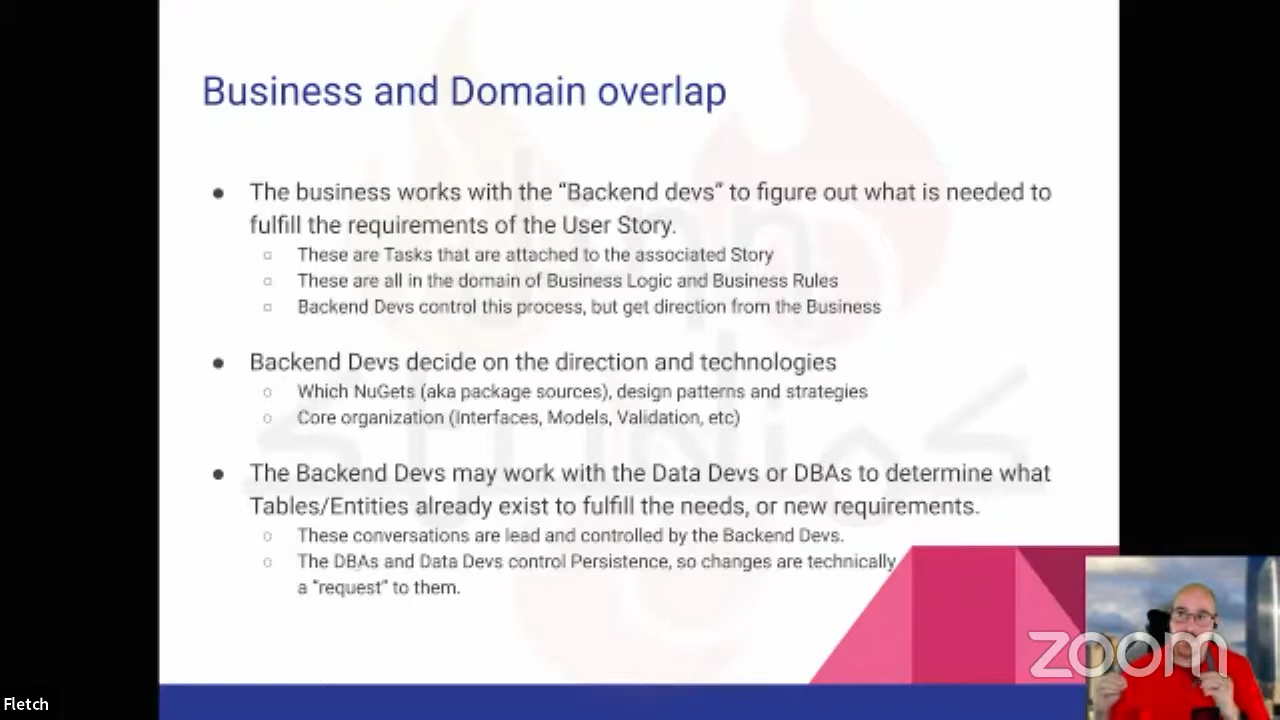 Business and Domain overlap
● The business works with the “Backend devs” to figure out what is needed to
fulfill the requirements of the User Story.
○ These are Tasks that are attached to the associated Story
○ These are all in the domain of Business Logic and Business Rules
○ Backend Devs control this process, but get direction from the Business
● Backend Devs decide on the direction and technologies
○ Which NuGets (aka package sources), design patterns and strategies
○ Core organization (Interfaces, Models, Validation, etc)
● The Backend Devs may work with the Data Devs or DBAs to determine what
Tables/Entities already exist to fulfill the needs, or new requirements.
○ These conversations are lead and controlled by the Backend Devs.
○ The DBAs and Data Devs control Persistence, so changes are technically
a “request” to them.
zoom
Fletch